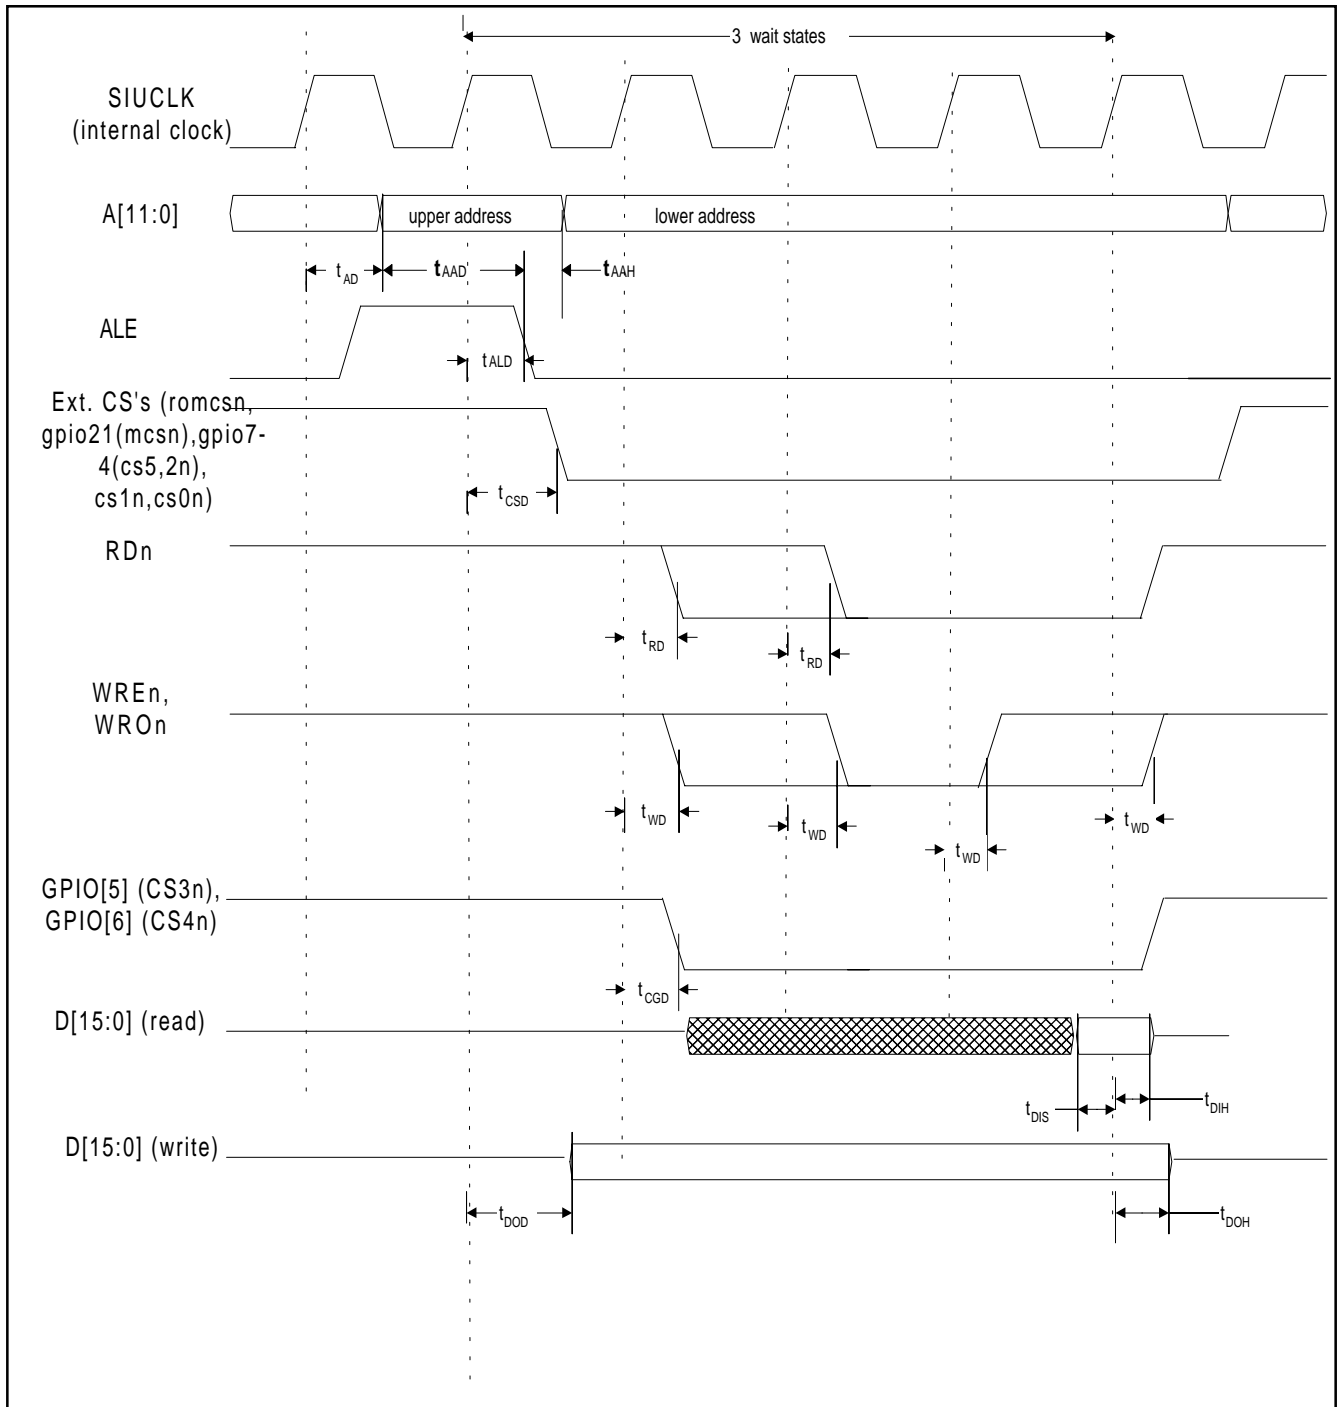 3 wait states
SIUCLK
(internal clock)
A[11:0]
upper address
lower address
tAD
tAAD
tAAH
ALE
tALD
Ext. CS's (romcsn,
gpio21(mcsn),gpio7-
4(cs5,2n),
cs1n,cs0n)
tCSD
RDn
tRD
tRD
WREn,
WROn
tWD
tWD
tWD
tWD
GPIO[5] (CS3n),
GPIO[6] (CS4n)
tCGD
D[15:0] (read)
tDIS
tDIH
D[15:0] (write)
tDOD
tDOH